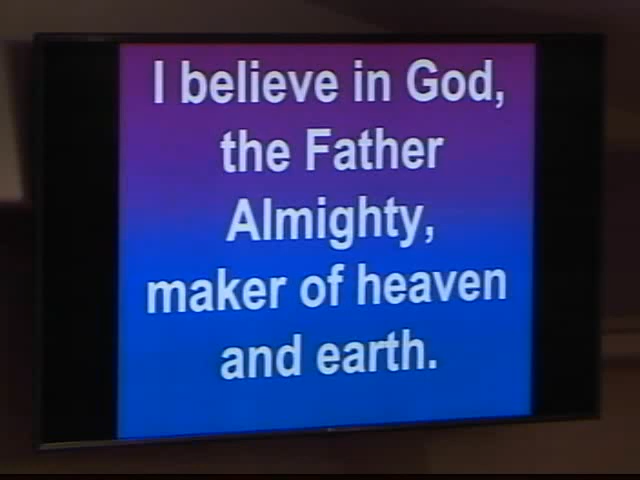 I believe in God,
the Father
Almighty,
maker of heaven
and earth.